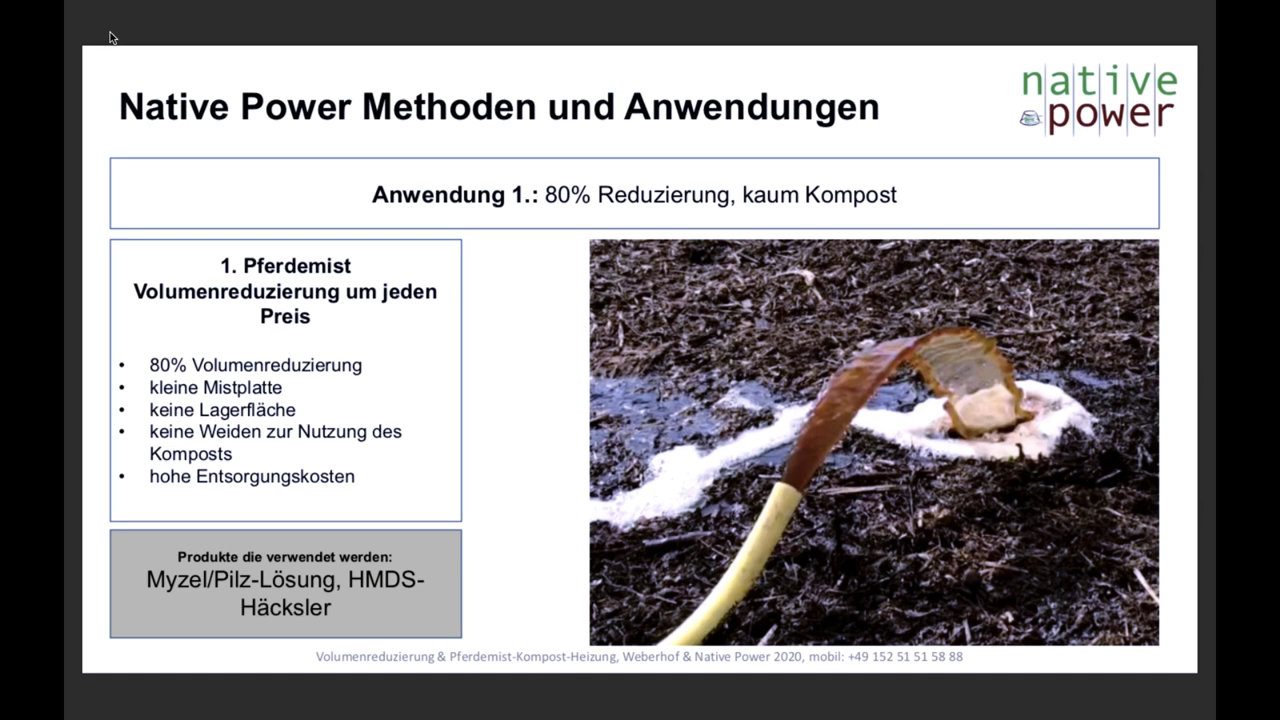 Native Power Methoden und Anwendungen
native
power
Anwendung 1.: 80% Reduzierung, kaum Kompost
1. Pferdemist
Volumenreduzierung um jeden
Preis
• 80% Volumenreduzierung
• kleine Mistplatte
• keine Lagerfläche
• keine Weiden zur Nutzung des
Komposts
• hohe Entsorgungskosten
Produkte die verwendet werden:
Myzel/Pilz-Lösung, HMDS-
Häcksler
Volumenreduzierung & Pferdemist-Kompost-Heizung, Weberhof & Native Power 2020, mobil: +49 152 51 51 58 88